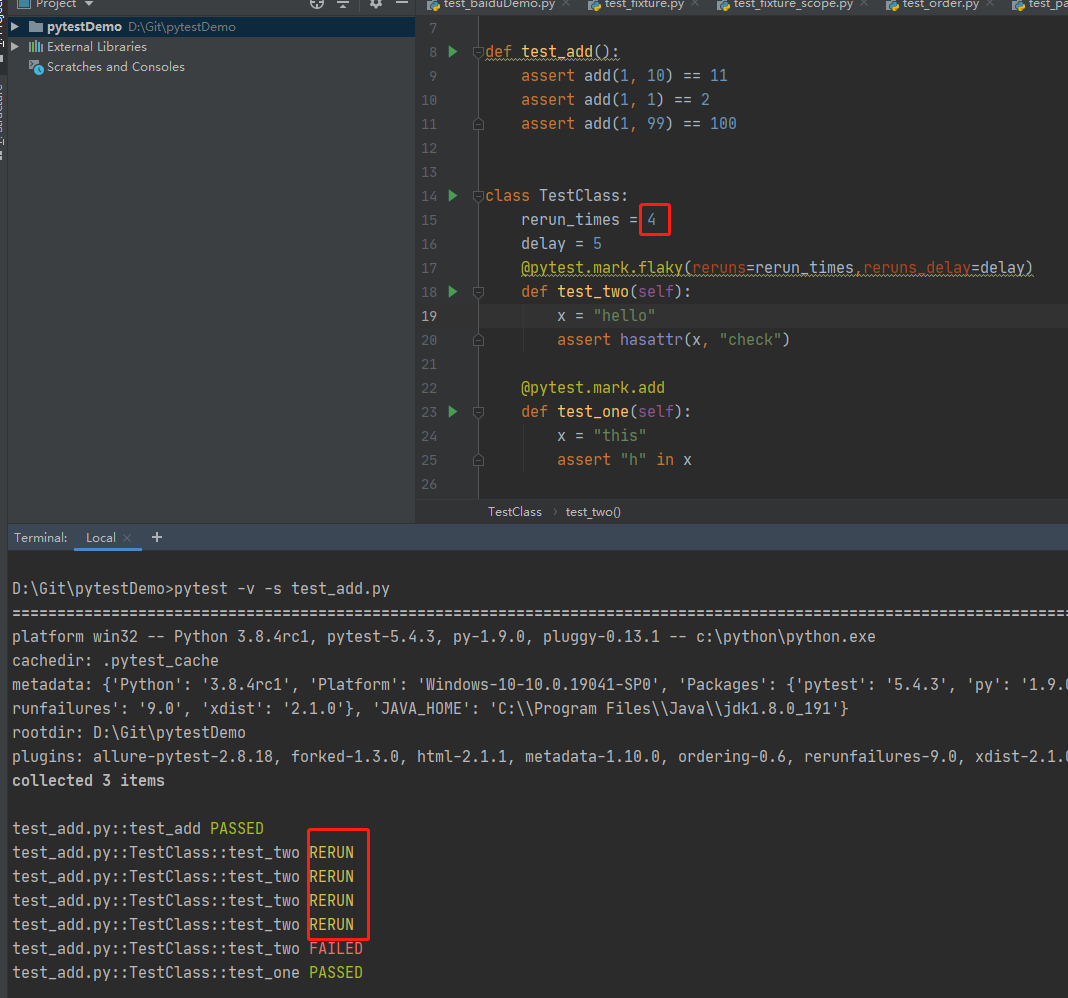 Project
pytestDemo D:\Git\pytestDemo
External Libraries
Scratches and Consoles
test_baiduDemo.py test_fixture.py test_fixture_scope.py test_order.py
7
8 def test_add():
9 assert add(1, 10) == 11
10 assert add(1, 1) == 2
11 assert add(1, 99) == 100
12
13
14 class TestClass:
15 rerun_times = 4
16 delay = 5
17 @pytest.mark.flaky(reruns=rerun_times,reruns_delay=delay)
18 def test_two(self):
19 x = "hello"
20 assert hasattr(x, "check")
21
22 @pytest.mark.add
23 def test_one(self):
24 x = "this"
25 assert "h" in x
26
TestClass › test_two()
Terminal: Local × +
D:\Git\pytestDemo>pytest -v -s test_add.py
platform win32 -- Python 3.8.4rc1, pytest-5.4.3, py-1.9.0, pluggy-0.13.1 -- c:\python\python.exe
cachedir: .pytest_cache
metadata: {'Python': '3.8.4rc1', 'Platform': 'Windows-10-10.0.19041-SP0', 'Packages': {'pytest': '5.4.3', 'py': '1.9.0
runfailures': '9.0', 'xdist': '2.1.0'}, 'JAVA_HOME': 'C:\\Program Files\\Java\\jdk1.8.0_191'}
rootdir: D:\Git\pytestDemo
plugins: allure-pytest-2.8.18, forked-1.3.0, html-2.1.1, metadata-1.10.0, ordering-0.6, rerunfailures-9.0, xdist-2.1.0
collected 3 items
test_add.py::test_add PASSED
test_add.py::TestClass::test_two RERUN
test_add.py::TestClass::test_two RERUN
test_add.py::TestClass::test_two RERUN
test_add.py::TestClass::test_two RERUN
test_add.py::TestClass::test_two FAILED
test_add.py::TestClass::test_one PASSED